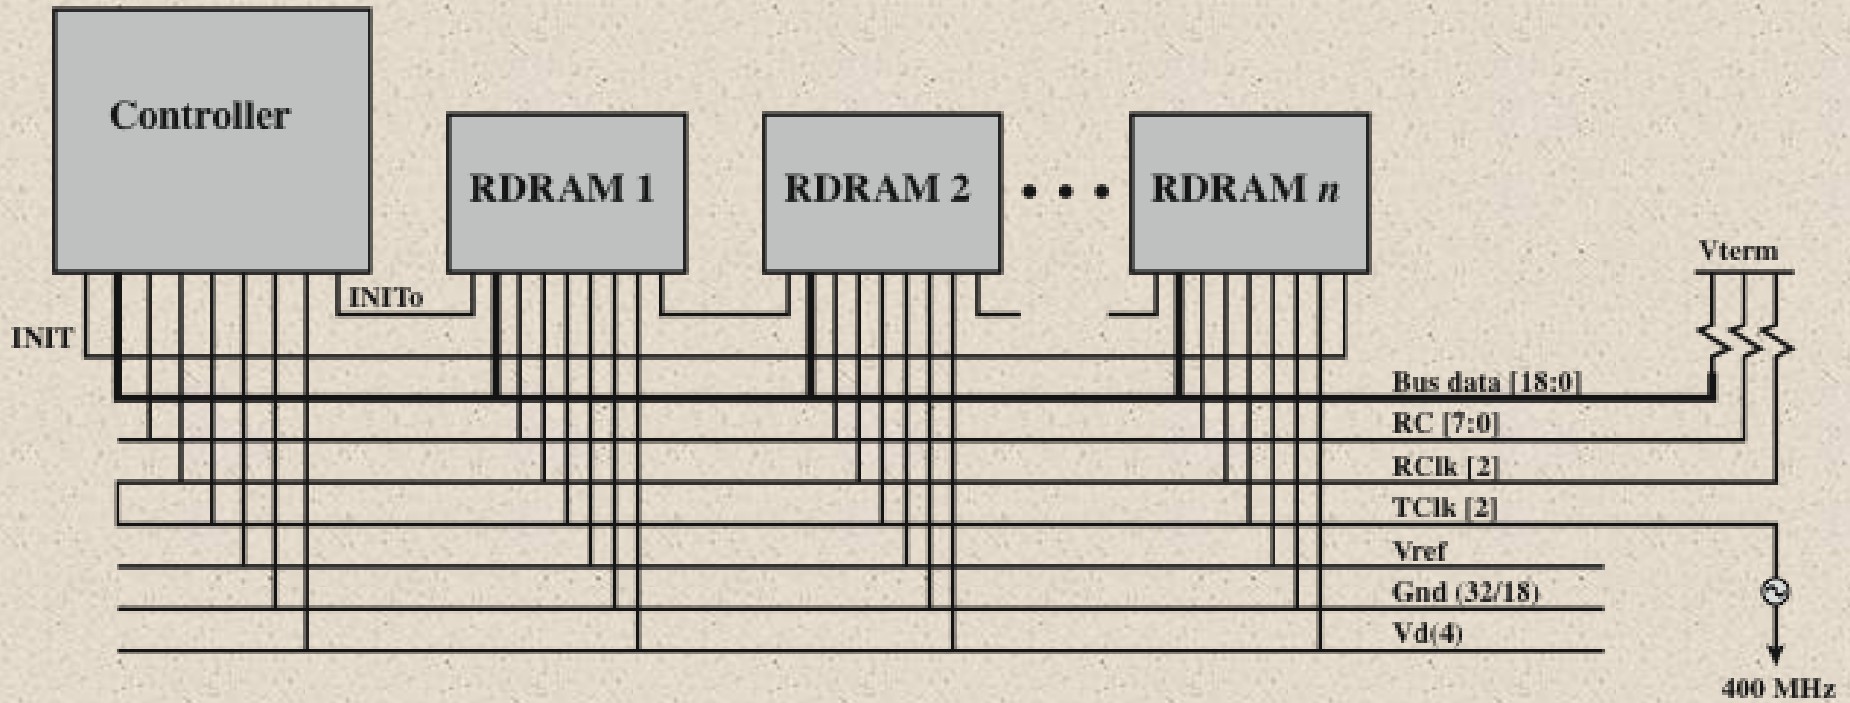 Controller
RDRAM 1
RDRAM 2
• • •
RDRAM n
Vterm
INITo
INIT
Bus data [18:0]
RC [7:0]
RClk [2]
TClk [2]
Vref
Gnd (32/18)
Vd(4)
400 MHz